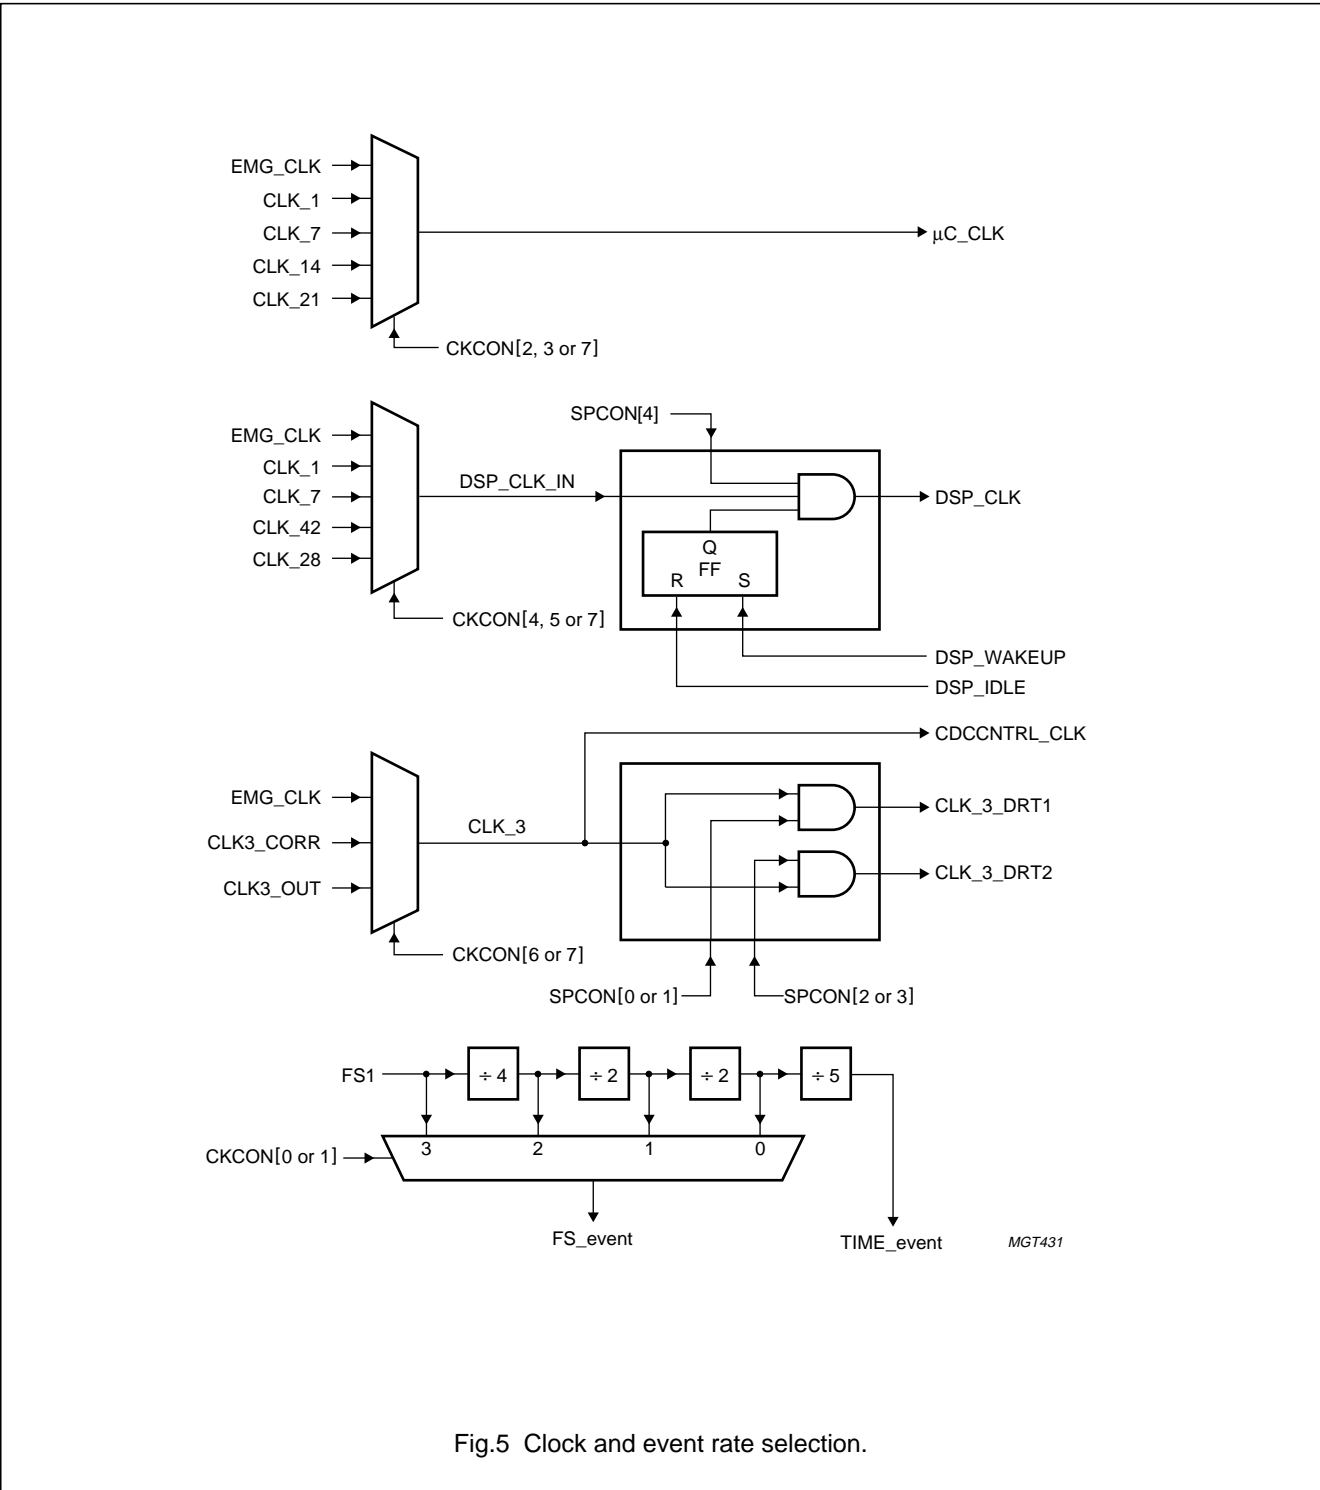 EMG_CLK
CLK_1
CLK_7
CLK_14
CLK_21
µC_CLK
CKCON[2, 3 or 7]
SPCON[4]
EMG_CLK
CLK_1
CLK_7
CLK_42
CLK_28
DSP_CLK_IN
DSP_CLK
Q
FF
R S
CKCON[4, 5 or 7]
DSP_WAKEUP
DSP_IDLE
CDCCNTRL_CLK
EMG_CLK
CLK3_CORR
CLK3_OUT
CLK_3
CLK_3_DRT1
CLK_3_DRT2
CKCON[6 or 7]
SPCON[0 or 1]
SPCON[2 or 3]
FS1
÷ 4
÷ 2
÷ 2
÷ 5
CKCON[0 or 1]
3 2 1 0
FS_event
TIME_event
MGT431
Fig.5 Clock and event rate selection.